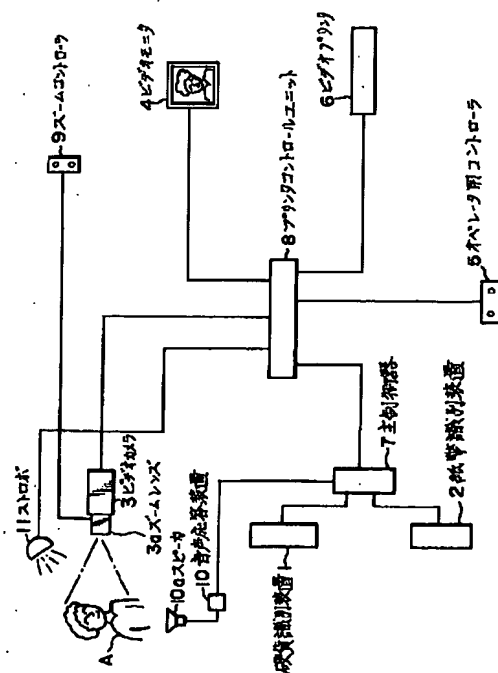 11ストロボ
9ズームコントローラ
3ビデオカメラ
3aズームレンズ
A
10aスピーカ
10音声応答装置
4ビデオモニタ
8プリンタコントロールユニット
6ビデオプリンタ
7主制御器
硬貨識別装置1
2紙幣識別装置
5オペレータ用コントローラ